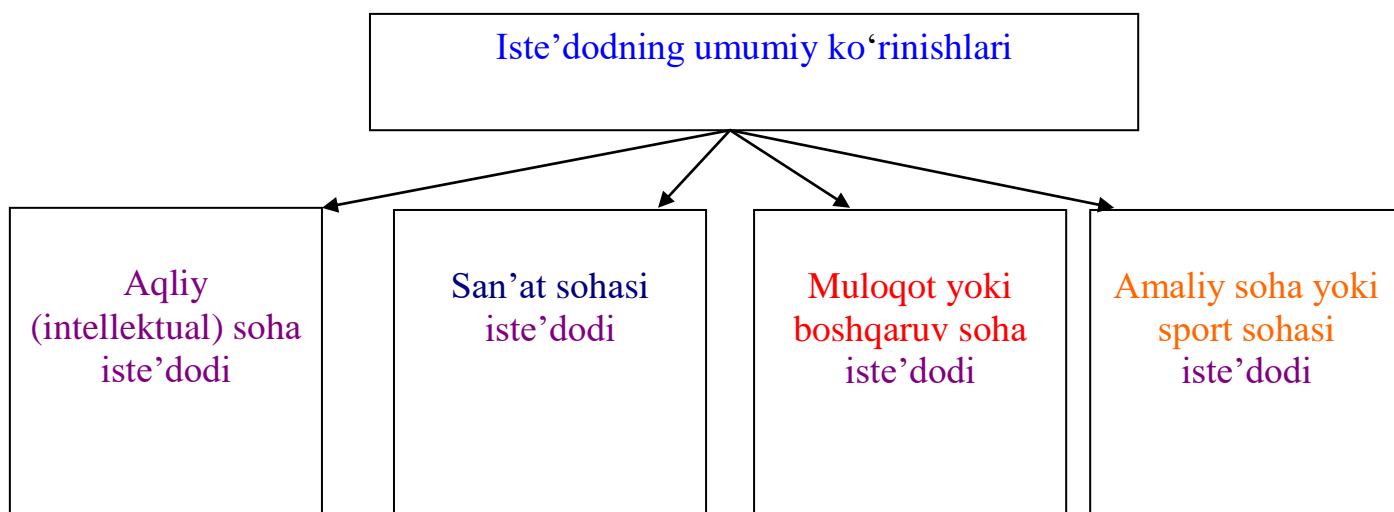 Iste’dodning umumiy ko‘rinishlari
Aqliy
(intellektual) soha
iste’dodi
San’at sohasi
iste’dodi
Muloqot yoki
boshqaruv soha
iste’dodi
Amaliy soha yoki
sport sohasi
iste’dodi